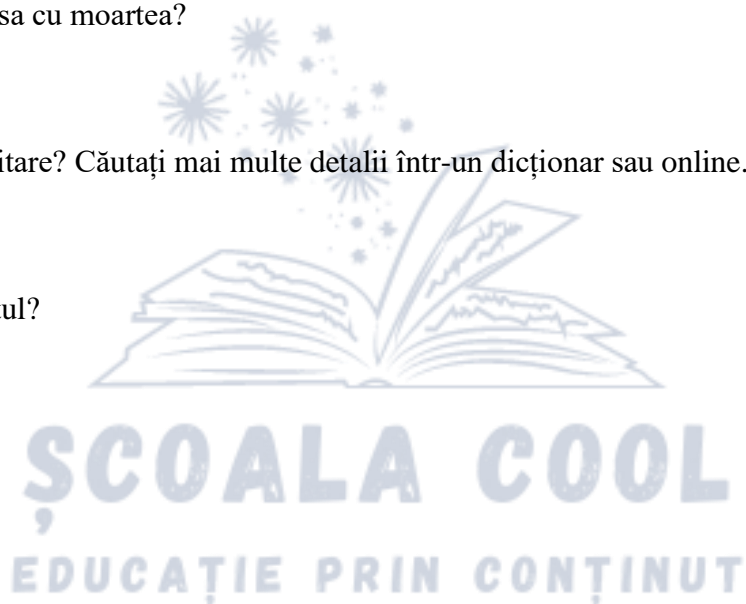 sa cu moartea?
itare? Căutați mai multe detalii într-un dicționar sau online.
ul?
ȘCOALA COOL
EDUCAȚIE PRIN CONȚINUT